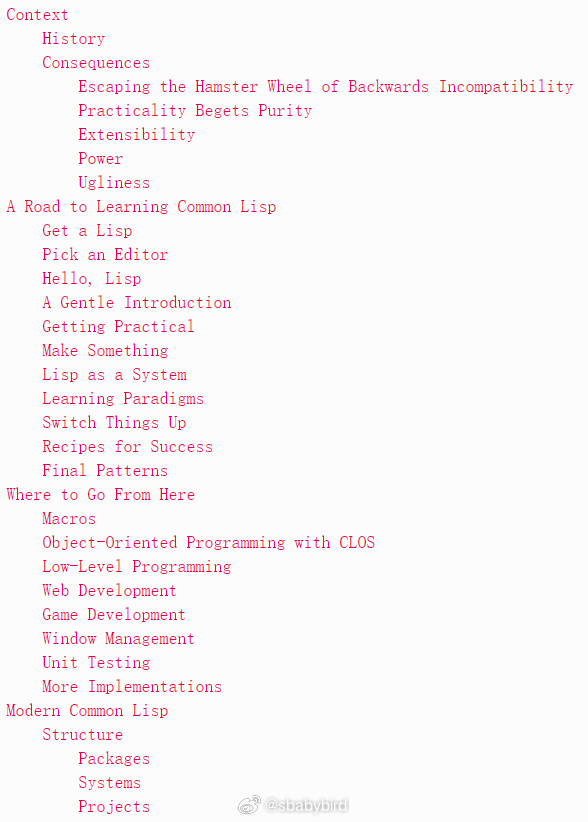 Context
History
Consequences
Escaping the Hamster Wheel of Backwards Incompatibility
Practicality Begets Purity
Extensibility
Power
Ugliness
A Road to Learning Common Lisp
Get a Lisp
Pick an Editor
Hello, Lisp
A Gentle Introduction
Getting Practical
Make Something
Lisp as a System
Learning Paradigms
Switch Things Up
Recipes for Success
Final Patterns
Where to Go From Here
Macros
Object-Oriented Programming with CLOS
Low-Level Programming
Web Development
Game Development
Window Management
Unit Testing
More Implementations
Modern Common Lisp
Structure
Packages
Systems
Projects
@sbabybird